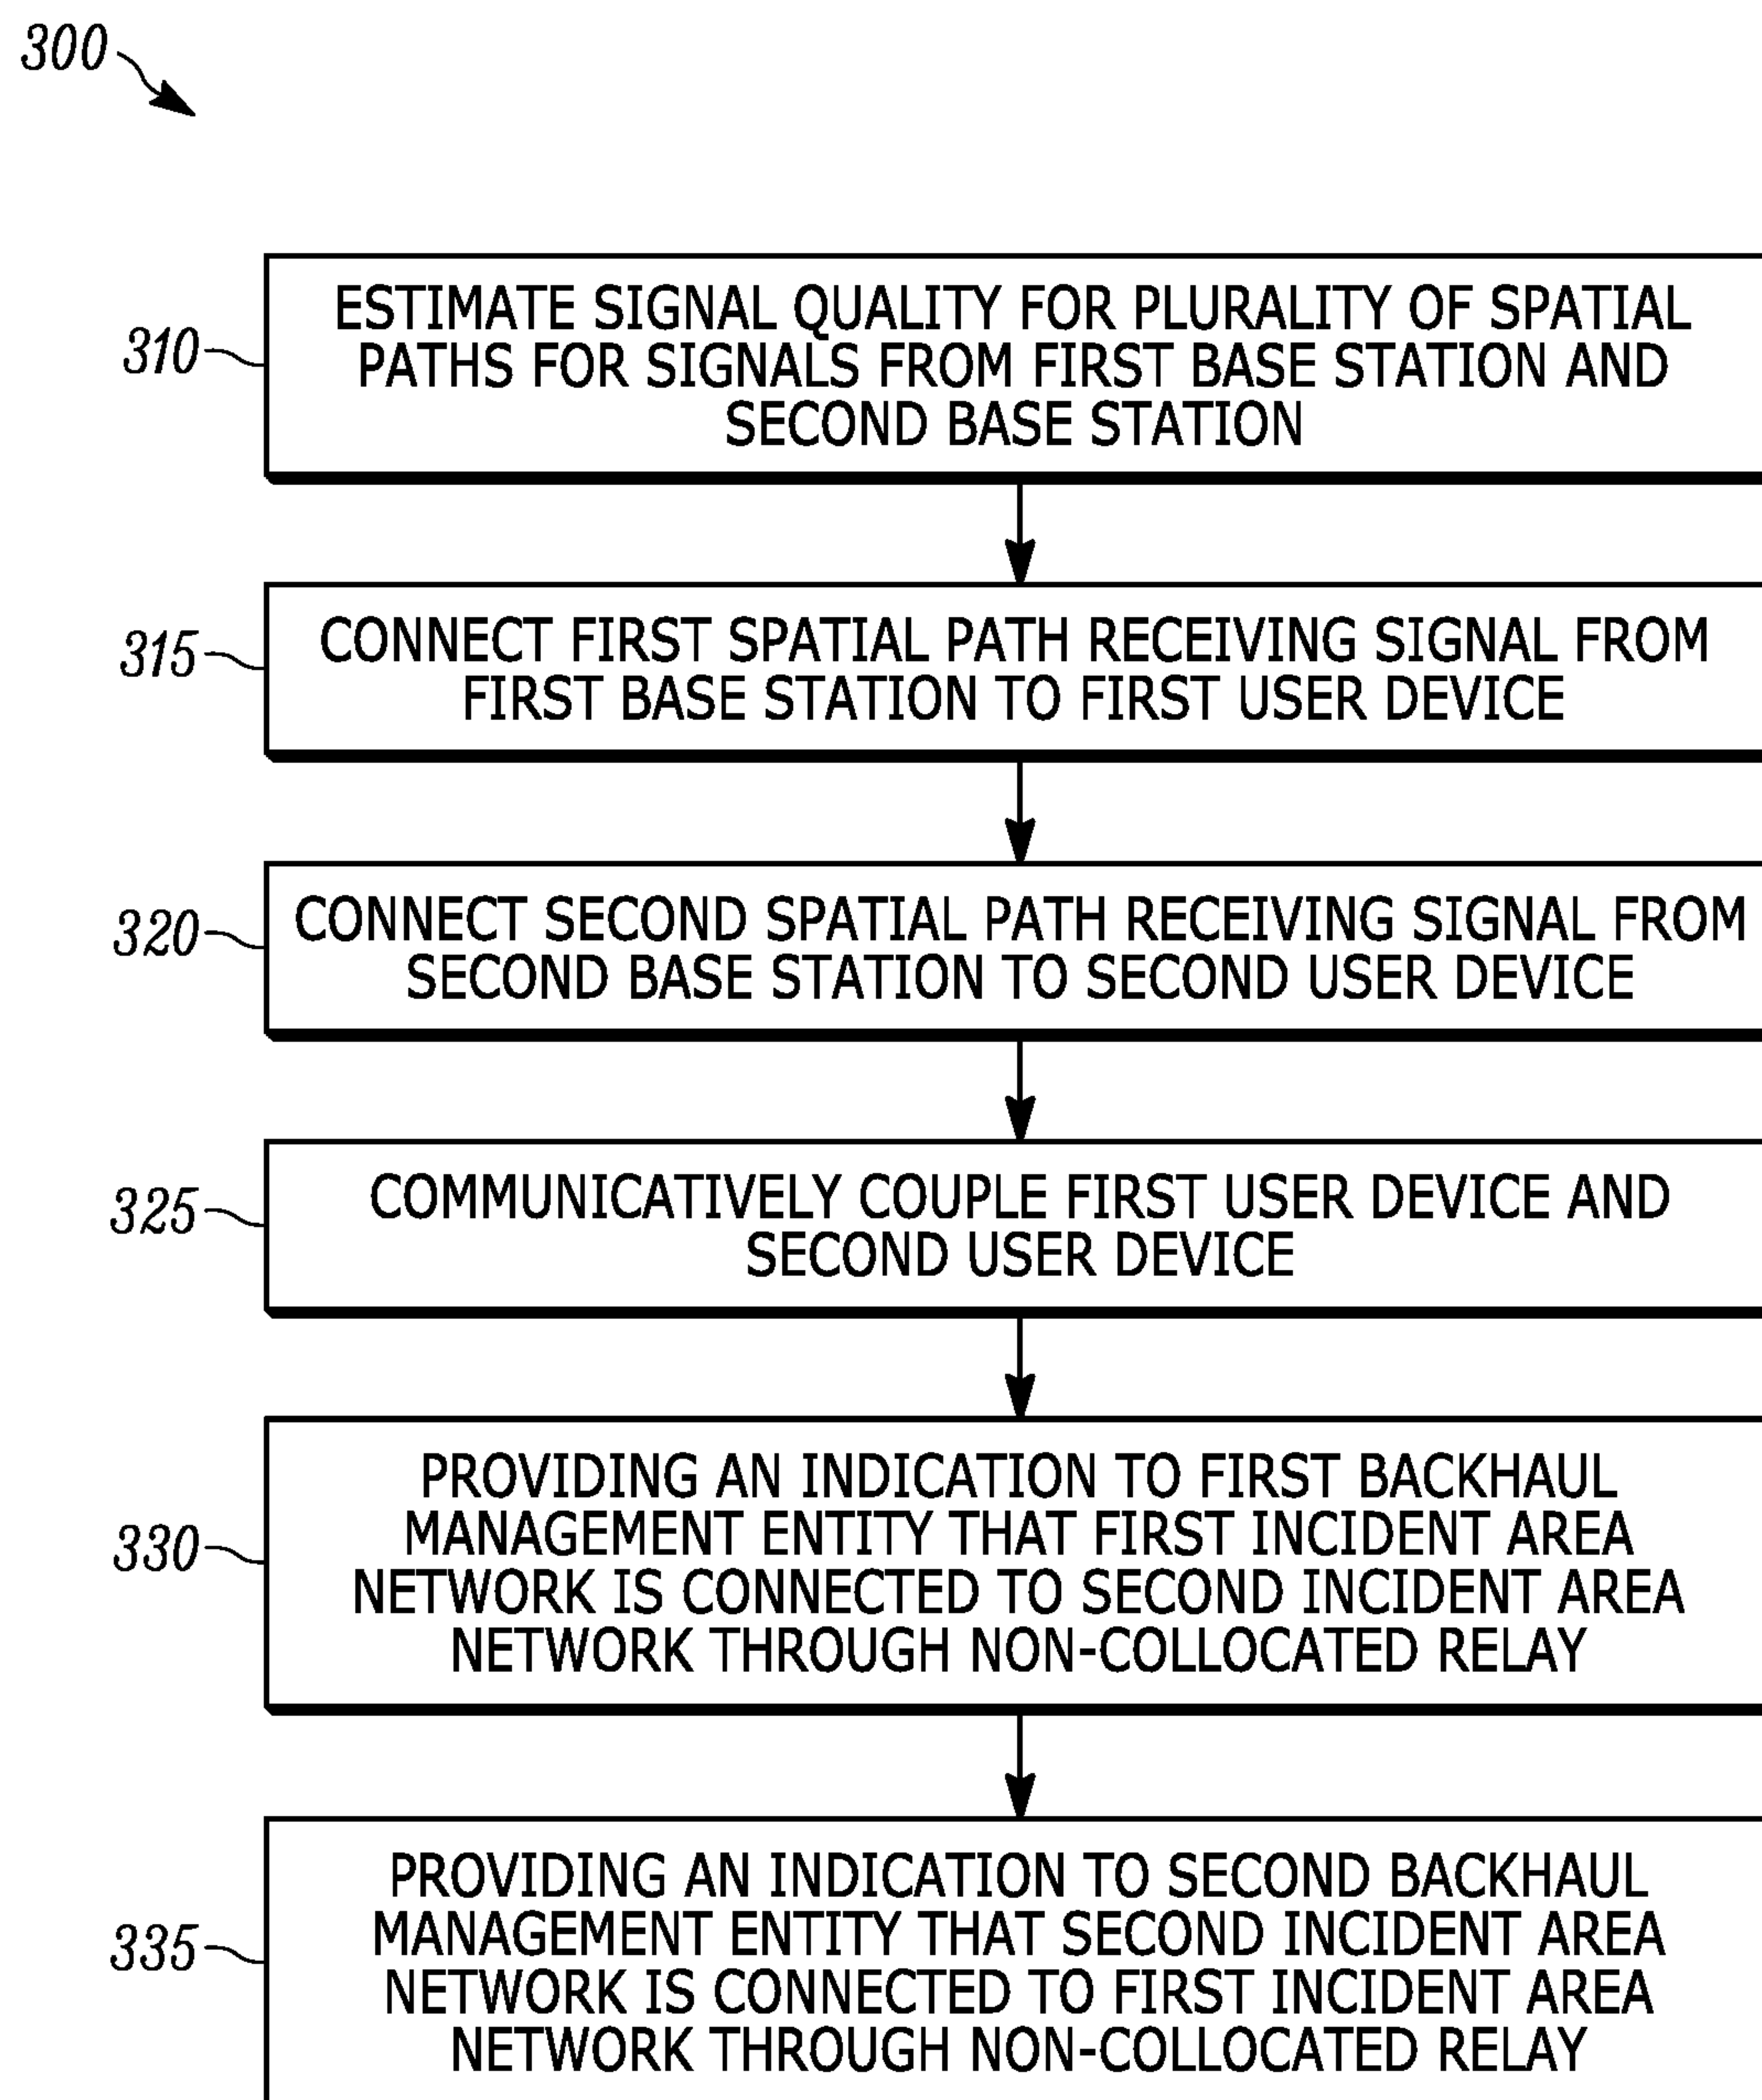 300
310
ESTIMATE SIGNAL QUALITY FOR PLURALITY OF SPATIAL
PATHS FOR SIGNALS FROM FIRST BASE STATION AND
SECOND BASE STATION
315
CONNECT FIRST SPATIAL PATH RECEIVING SIGNAL FROM
FIRST BASE STATION TO FIRST USER DEVICE
320
CONNECT SECOND SPATIAL PATH RECEIVING SIGNAL FROM
SECOND BASE STATION TO SECOND USER DEVICE
325
COMMUNICATIVELY COUPLE FIRST USER DEVICE AND
SECOND USER DEVICE
330
PROVIDING AN INDICATION TO FIRST BACKHAUL
MANAGEMENT ENTITY THAT FIRST INCIDENT AREA
NETWORK IS CONNECTED TO SECOND INCIDENT AREA
NETWORK THROUGH NON-COLLOCATED RELAY
335
PROVIDING AN INDICATION TO SECOND BACKHAUL
MANAGEMENT ENTITY THAT SECOND INCIDENT AREA
NETWORK IS CONNECTED TO FIRST INCIDENT AREA
NETWORK THROUGH NON-COLLOCATED RELAY